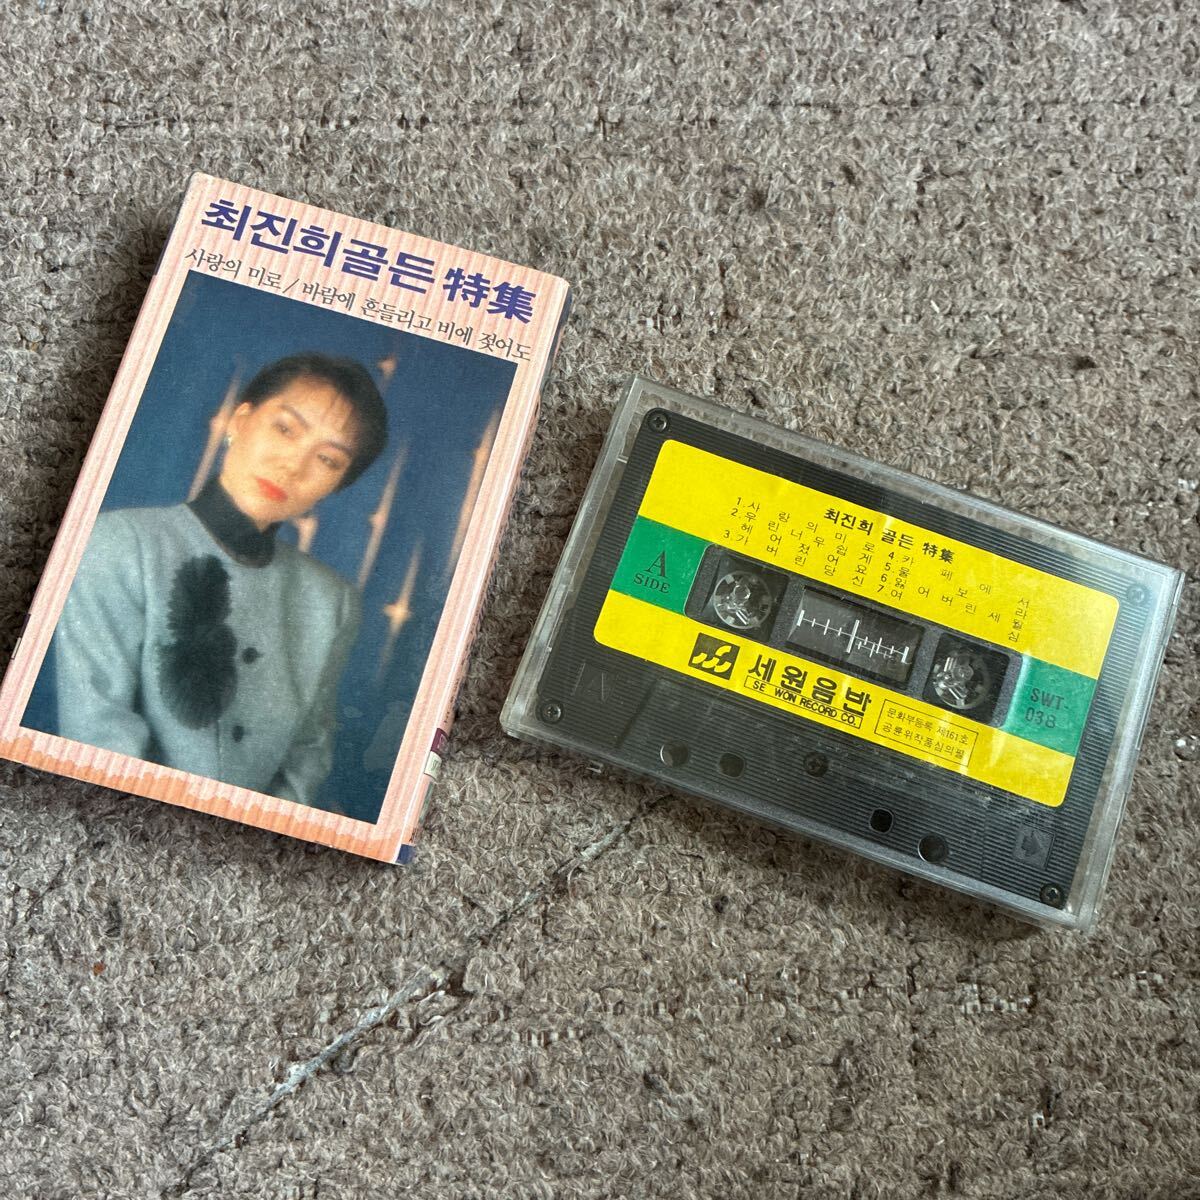 최진희골든 特集
사랑의 미로/바람에 흔들리고 비에 젖어도
최진희 골든 特集
1.사랑의미로
2.우린너무쉽게
헤어졌어요
3.가버린당신
4.카페에서
5.울보라
6.잃어버린세월
7.여심
A
SIDE
SWT-
038
세원음반
SE WON RECORD CO.
문화부등록 제161호
공륜위작품심의필
A